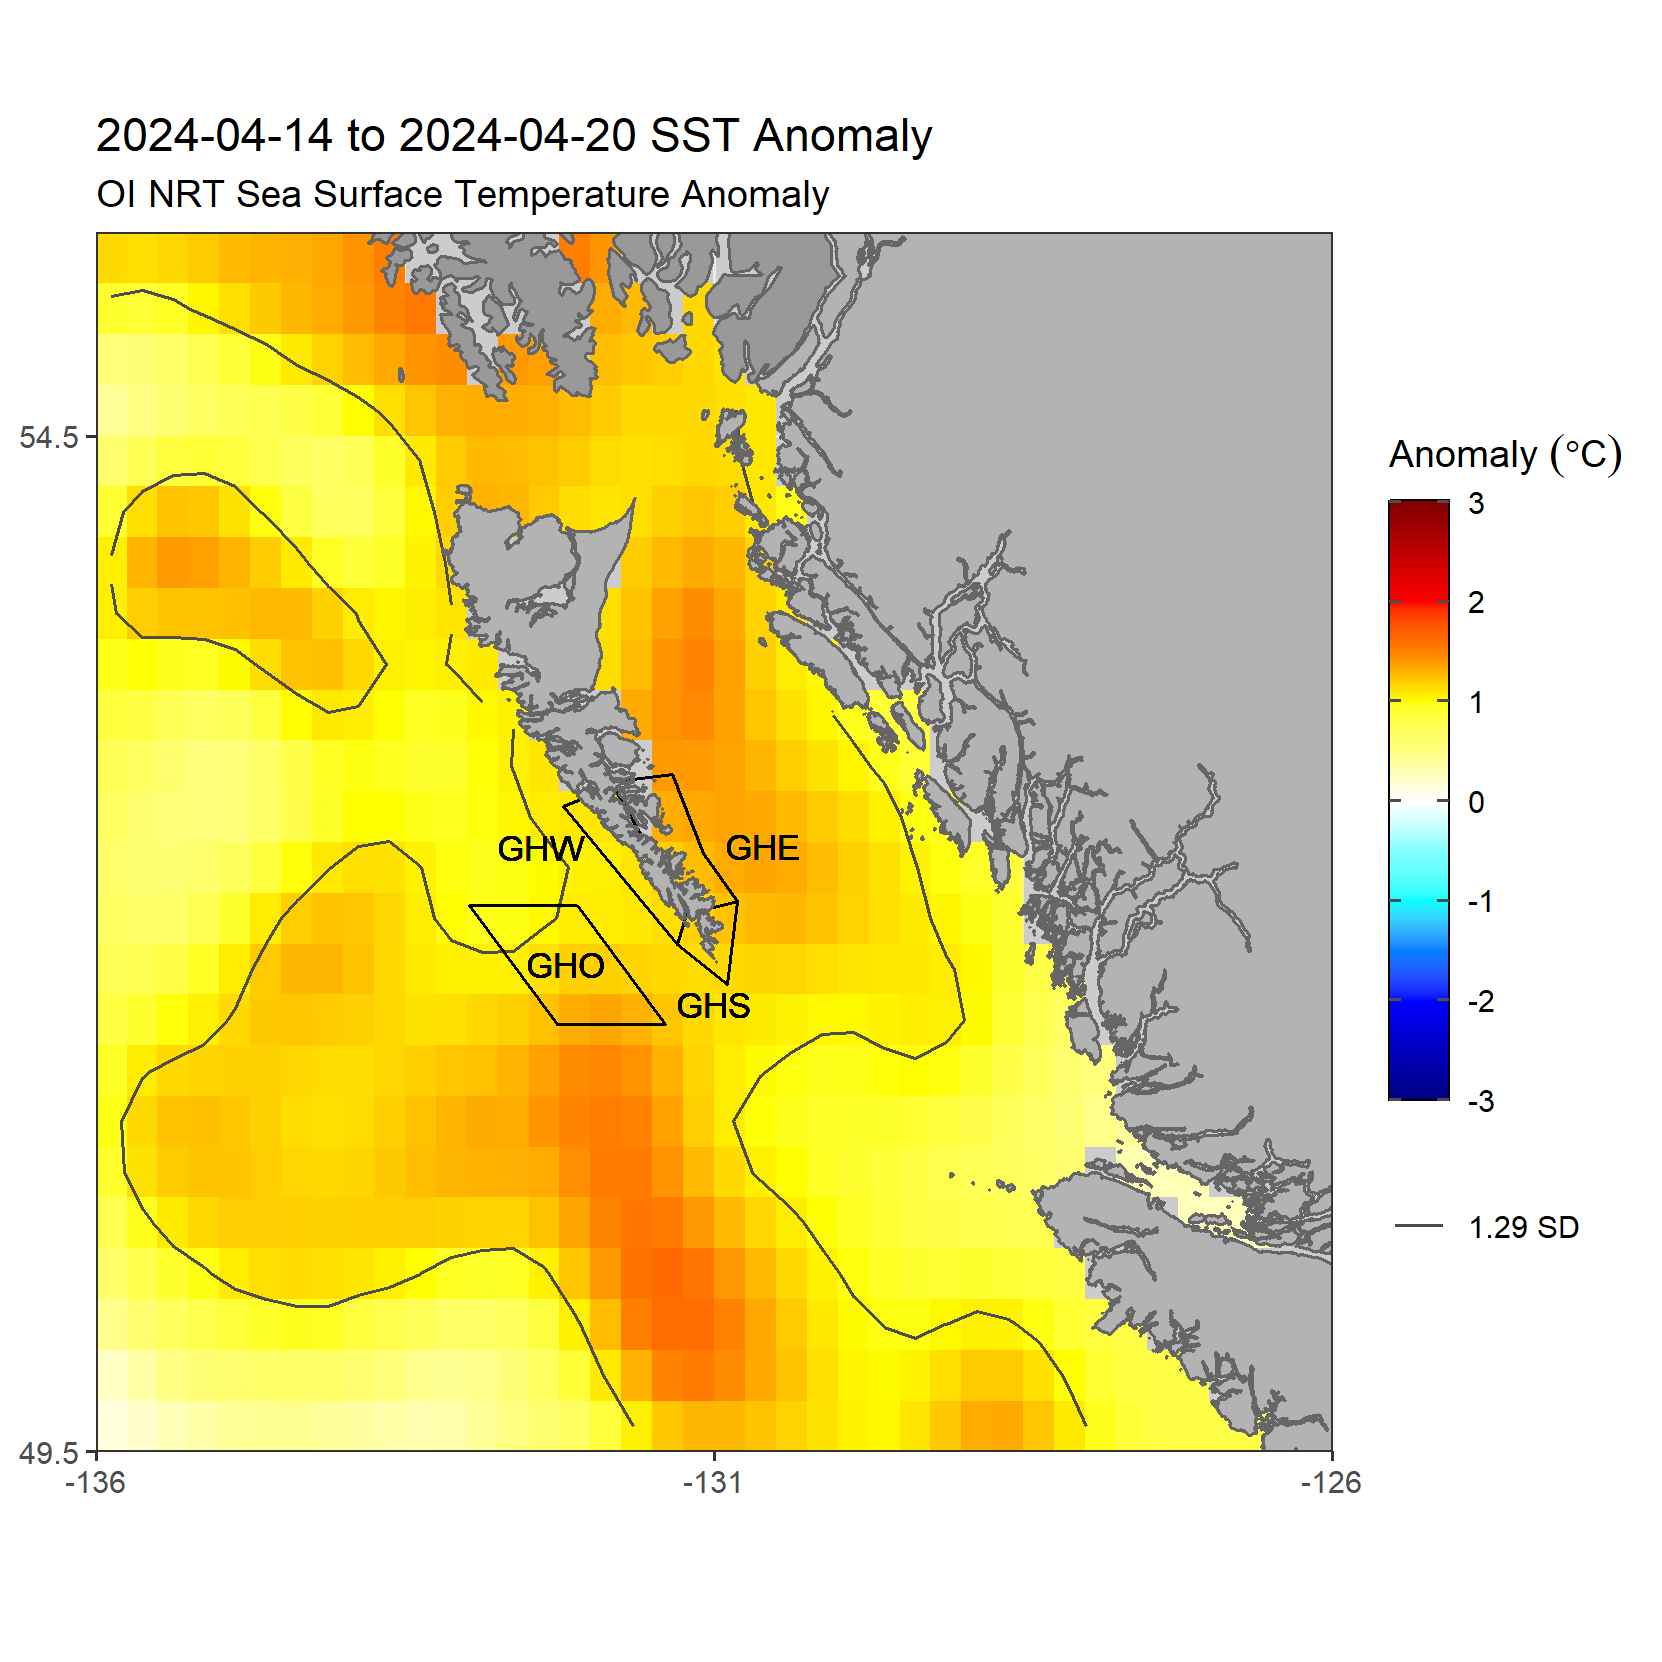 2024-04-14 to 2024-04-20 SST Anomaly
OI NRT Sea Surface Temperature Anomaly
54.5
49.5
-136
-131
-126
GHW
GHE
GHO
GHS
Anomaly (°C)
3
2
1
0
-1
-2
-3
1.29 SD